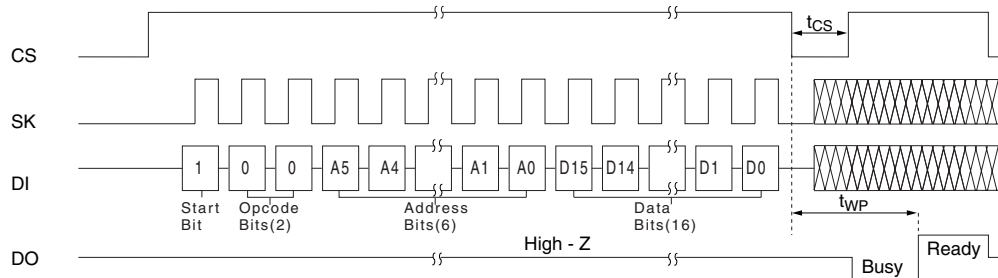 tCS
CS
SK
DI
1 0 0 A5 A4 A1 A0 D15 D14 D1 D0
Start Bit
Opcode Bits(2)
Address Bits(6)
Data Bits(16)
tWP
High - Z
DO
Busy
Ready